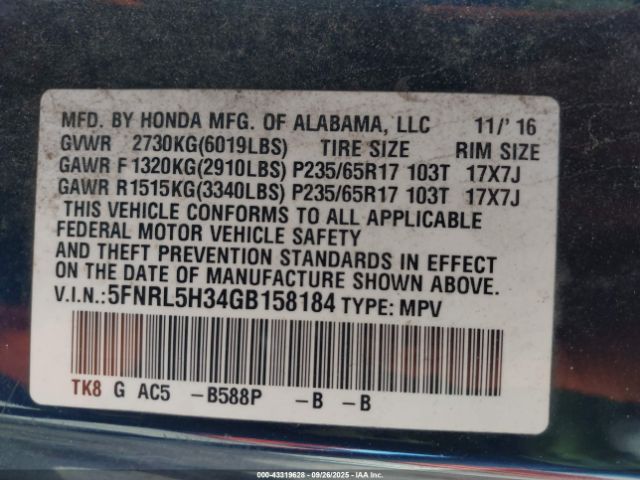 MFD. BY HONDA MFG. OF ALABAMA, LLC 11/'16
GVWR 2730KG(6019LBS) TIRE SIZE RIM SIZE
GAWR F 1320KG(2910LBS) P235/65R17 103T 17X7J
GAWR R1515KG(3340LBS) P235/65R17 103T 17X7J
THIS VEHICLE CONFORMS TO ALL APPLICABLE
FEDERAL MOTOR VEHICLE SAFETY
AND THEFT PREVENTION STANDARDS IN EFFECT
ON THE DATE OF MANUFACTURE SHOWN ABOVE.
V.I.N.:5FNRL5H34GB158184 TYPE: MPV
TK8 G AC5 –B588P –B –B
000-43319628 - 09/26/2025 - IAA Inc.